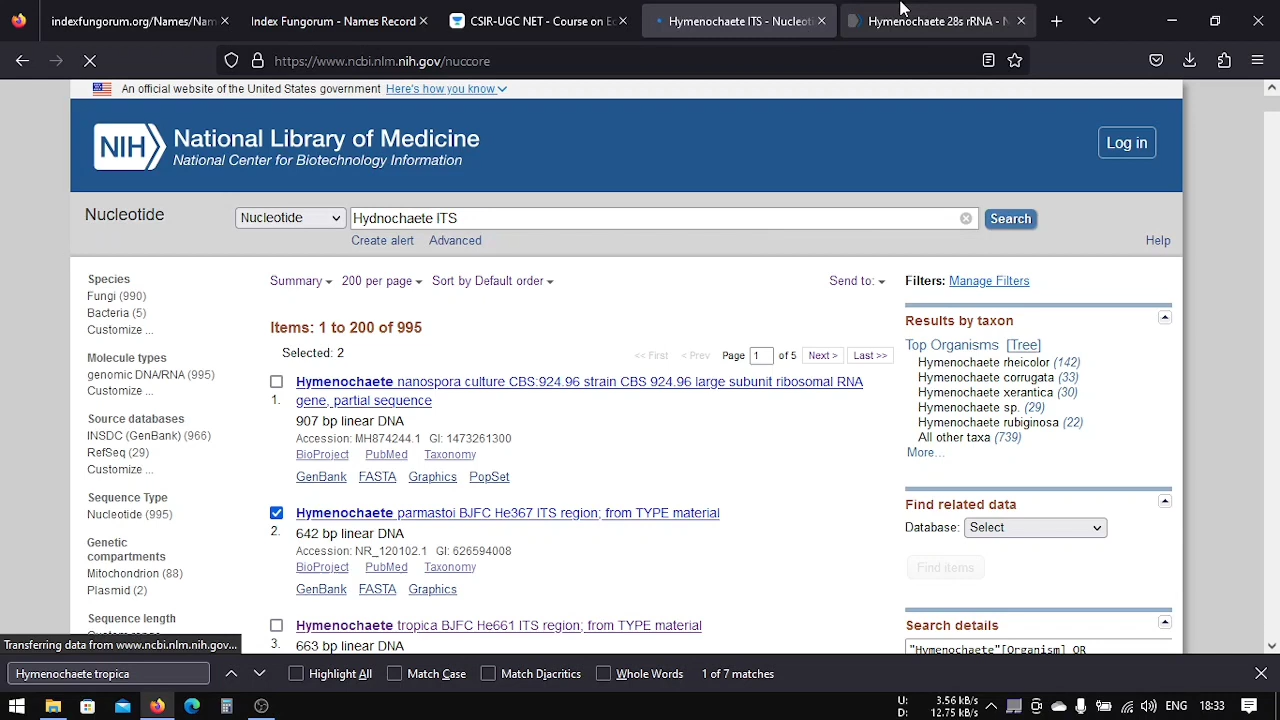 indexfungorum.org/Names/Nam
Index Fungorum - Names Record
CSIR-UGC NET - Course on Ec
Hymenochaete ITS - Nucleoti
Hymenochaete 28s rRNA - N
https://www.ncbi.nlm.nih.gov/nuccore
An official website of the United States government Here's how you know
NIH National Library of Medicine
National Center for Biotechnology Information
Log in
Nucleotide
Nucleotide
Hydnochaete ITS
Search
Create alert Advanced
Help
Species
Fungi (990)
Bacteria (5)
Customize ...
Molecule types
genomic DNA/RNA (995)
Customize ...
Source databases
INSDC (GenBank) (966)
RefSeq (29)
Customize ...
Sequence Type
Nucleotide (995)
Genetic
compartments
Mitochondrion (88)
Plasmid (2)
Sequence length
Summary 200 per page Sort by Default order
Send to:
Items: 1 to 200 of 995
Selected: 2
<< First < Prev Page 1 of 5 Next > Last >>
Hymenochaete nanospora culture CBS:924.96 strain CBS 924.96 large subunit ribosomal RNA
1. gene, partial sequence
907 bp linear DNA
Accession: MH874244.1 GI: 1473261300
BioProject PubMed Taxonomy
GenBank FASTA Graphics PopSet
Hymenochaete parmastoi BJFC He367 ITS region; from TYPE material
2. 642 bp linear DNA
Accession: NR_120102.1 GI: 626594008
BioProject PubMed Taxonomy
GenBank FASTA Graphics
Hymenochaete tropica BJFC He661 ITS region; from TYPE material
3. 663 bp linear DNA
Filters: Manage Filters
Results by taxon
Top Organisms [Tree]
Hymenochaete rheicolor (142)
Hymenochaete corrugata (33)
Hymenochaete xerantica (30)
Hymenochaete sp. (29)
Hymenochaete rubiginosa (22)
All other taxa (739)
More...
Find related data
Database: Select
Find items
Search details
"Hymenochaete"[Organism] OR
Transferring data from www.ncbi.nlm.nih.gov...
Hymenochaete tropica
Highlight All
Match Case
Match Diacritics
Whole Words
1 of 7 matches
U: 3.56 kB/s
D: 12.75 kB/s
ENG
18:33